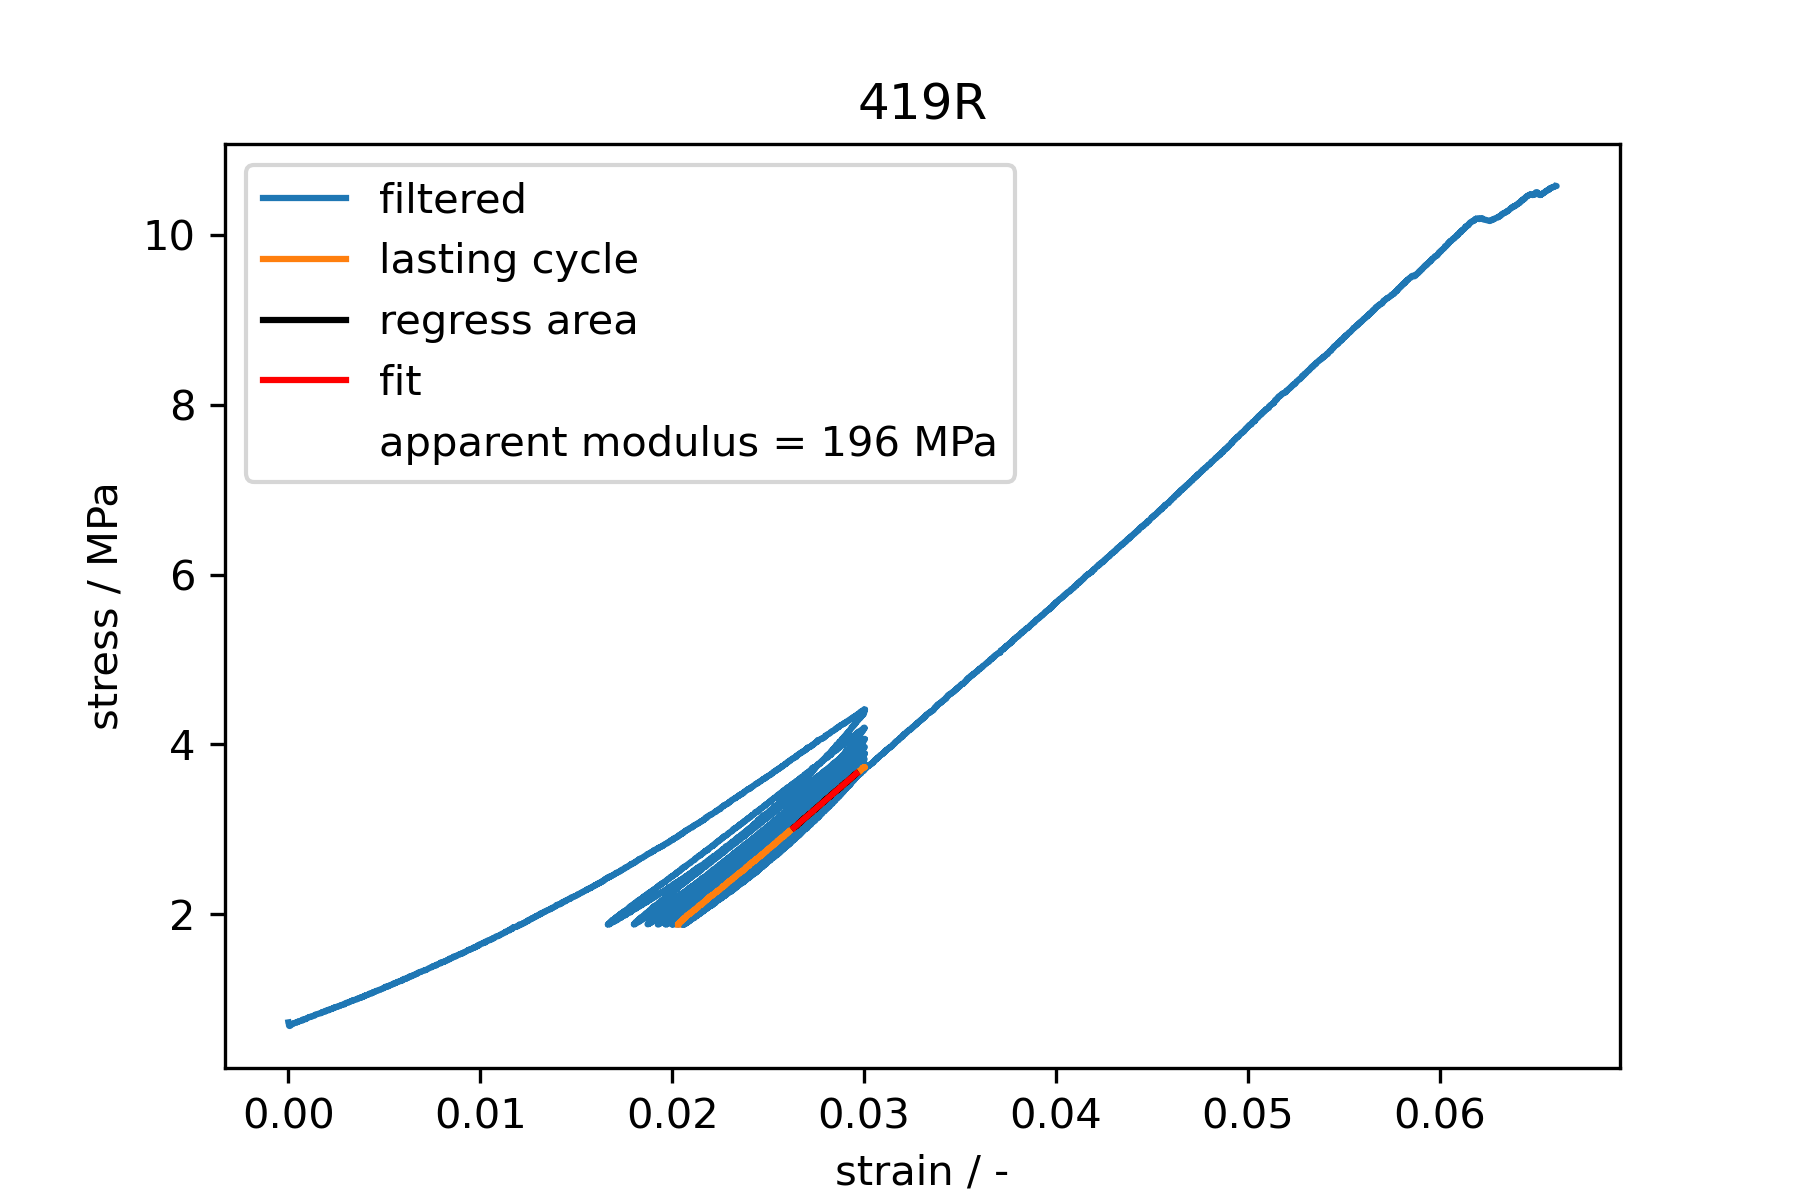 419R
filtered
lasting cycle
regress area
fit
apparent modulus = 196 MPa
10
8
6
4
2
stress / MPa
0.00 0.01 0.02 0.03 0.04 0.05 0.06
strain / -